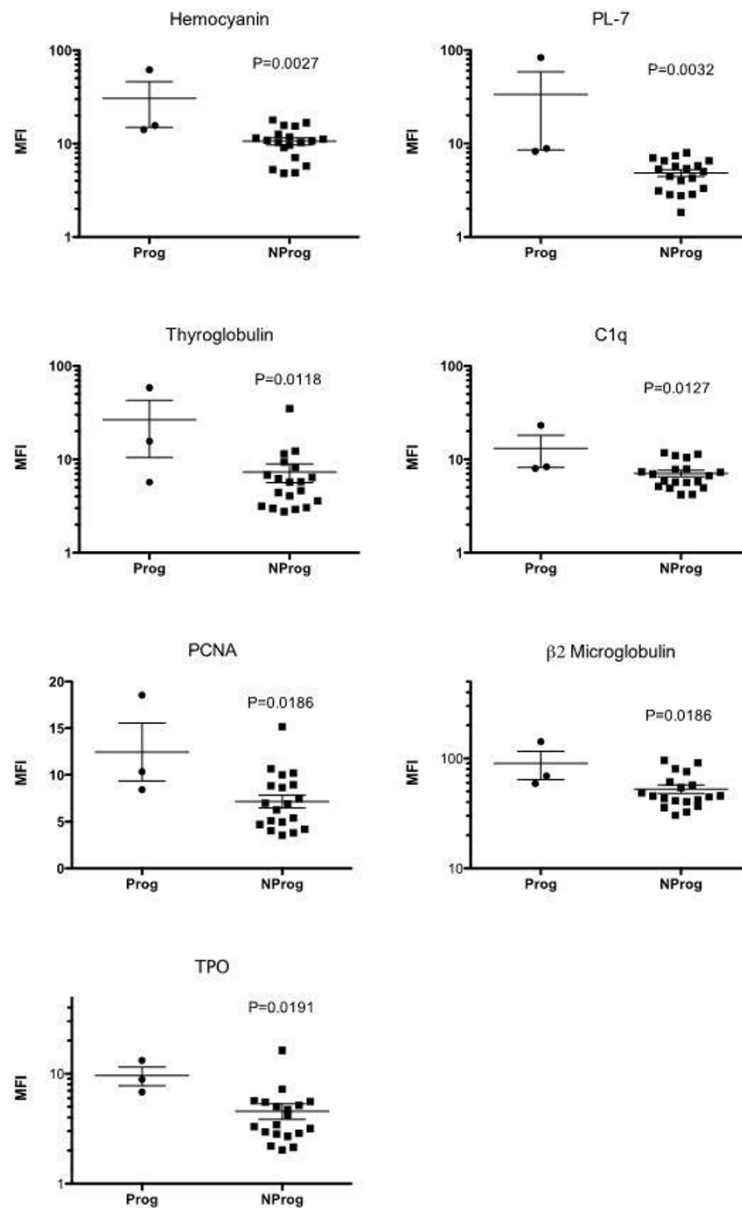 Hemocyanin
P=0.0027
MFI
100
10
1
Prog NProg
PL-7
P=0.0032
MFI
100
10
1
Prog NProg
Thyroglobulin
P=0.0118
MFI
100
10
1
Prog NProg
C1q
P=0.0127
MFI
100
10
1
Prog NProg
PCNA
P=0.0186
MFI
20
15
10
5
0
Prog NProg
β2 Microglobulin
P=0.0186
MFI
100
10
Prog NProg
TPO
P=0.0191
MFI
10
1
Prog NProg